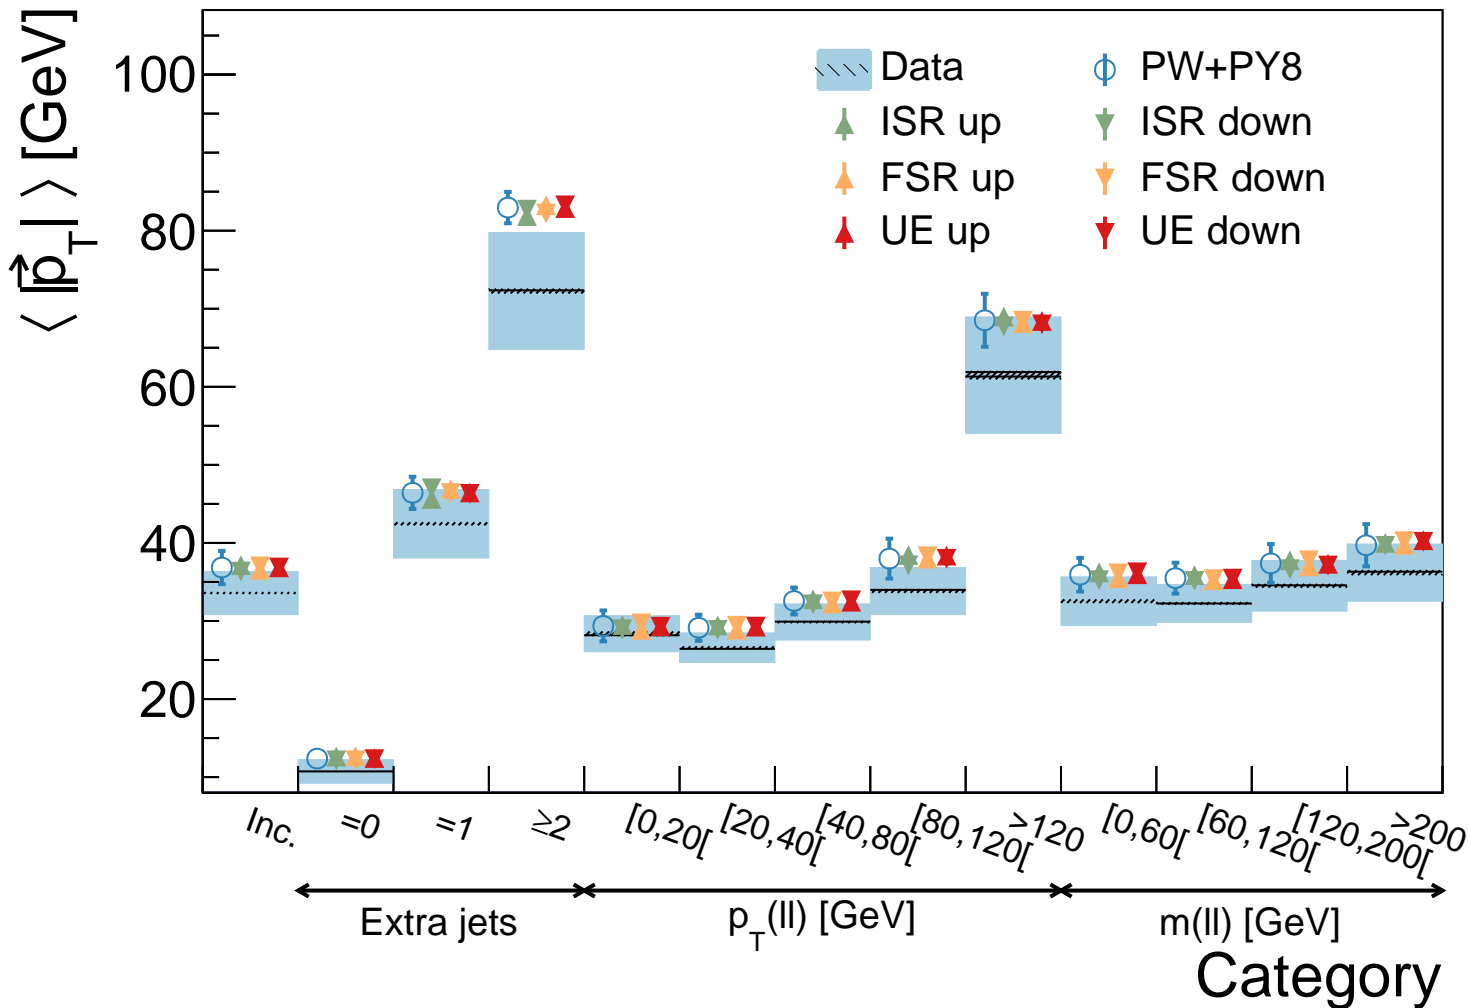 ⟨ |p⃗_T| ⟩ [GeV]
100
80
60
40
20
Data
PW+PY8
ISR up
ISR down
FSR up
FSR down
UE up
UE down
Inc.
=0
=1
≥2
[0,20[
[20,40[
[40,80[
[80,120[
>120
[0,60[
[60,120[
[120,200[
>200
Extra jets
p_T(ll) [GeV]
m(ll) [GeV]
Category